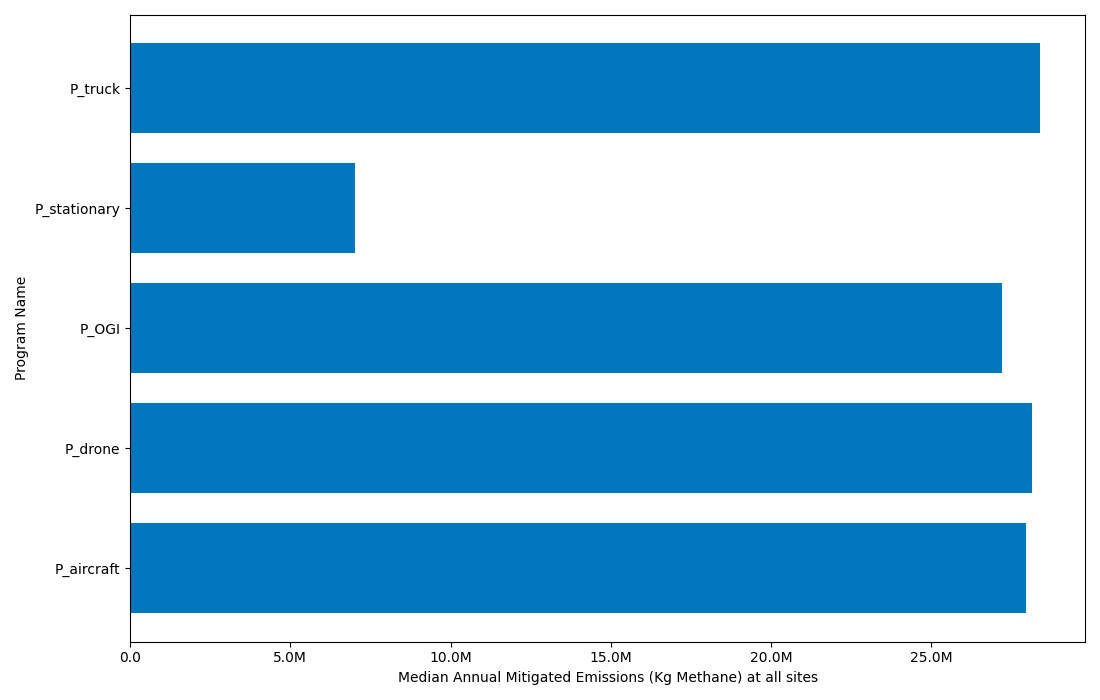 P_truck
P_stationary
P_OGI
P_drone
P_aircraft
Program Name
0.0 5.0M 10.0M 15.0M 20.0M 25.0M
Median Annual Mitigated Emissions (Kg Methane) at all sites